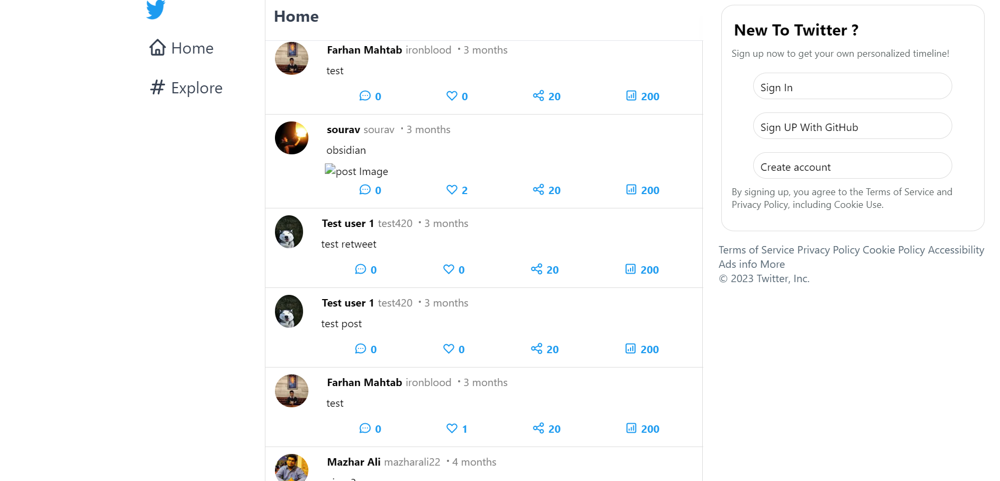 Home
Explore
Home
Farhan Mahtab ironblood • 3 months
test
0 0 20 200
sourav sourav • 3 months
obsidian
post Image
0 2 20 200
Test user 1 test420 • 3 months
test retweet
0 0 20 200
Test user 1 test420 • 3 months
test post
0 0 20 200
Farhan Mahtab ironblood • 3 months
test
0 1 20 200
Mazhar Ali mazharali22 • 4 months
New To Twitter ?
Sign up now to get your own personalized timeline!
Sign In
Sign UP With GitHub
Create account
By signing up, you agree to the Terms of Service and
Privacy Policy, including Cookie Use.
Terms of Service Privacy Policy Cookie Policy Accessibility
Ads info More
© 2023 Twitter, Inc.